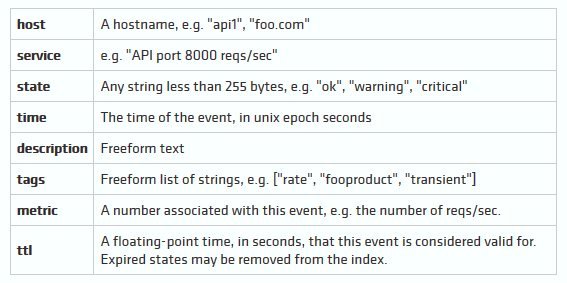 host A hostname, e.g. "api1", "foo.com"
service e.g. "API port 8000 reqs/sec"
state Any string less than 255 bytes, e.g. "ok", "warning", "critical"
time The time of the event, in unix epoch seconds
description Freeform text
tags Freeform list of strings, e.g. ["rate", "fooproduct", "transient"]
metric A number associated with this event, e.g. the number of reqs/sec.
ttl A floating-point time, in seconds, that this event is considered valid for.
Expired states may be removed from the index.